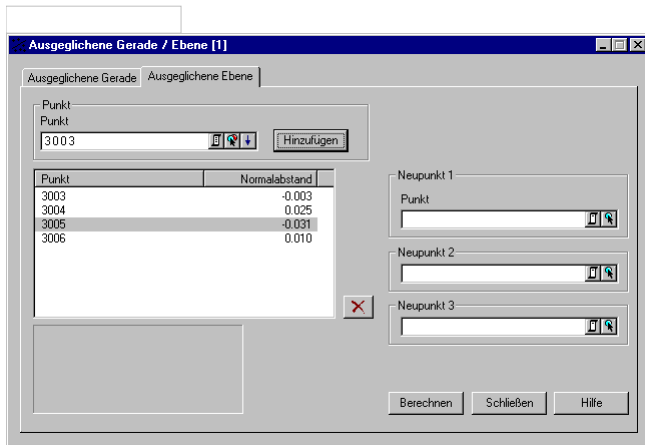 Ausgeglichene Gerade / Ebene [1]
Ausgeglichene Gerade Ausgeglichene Ebene
Punkt
Punkt
3003 Hinzufügen
Punkt Normalabstand
3003 -0.003
3004 0.025
3005 -0.031
3006 0.010
Neupunkt 1
Punkt
Neupunkt 2
Neupunkt 3
Berechnen Schließen Hilfe